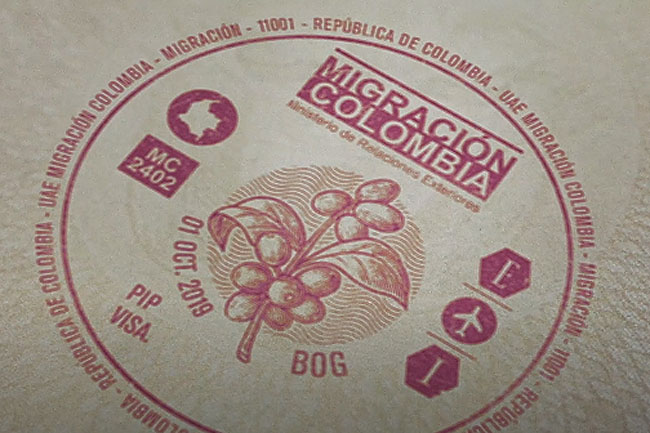 COLOMBIA - REPÚBLICA DE COLOMBIA - UAE MIGRACIÓN COLOMBIA - MIGRACIÓN - 11001 - REPÚBLICA DE COLOMBIA - UAE MIGRACIÓN COLOMBIA - MIGRACIÓN - 11001 -
MIGRACIÓN
COLOMBIA
Ministerio de Relaciones Exteriores
MC
2402
01 OCT. 2019
PIP
VISA.
BOG
E
I